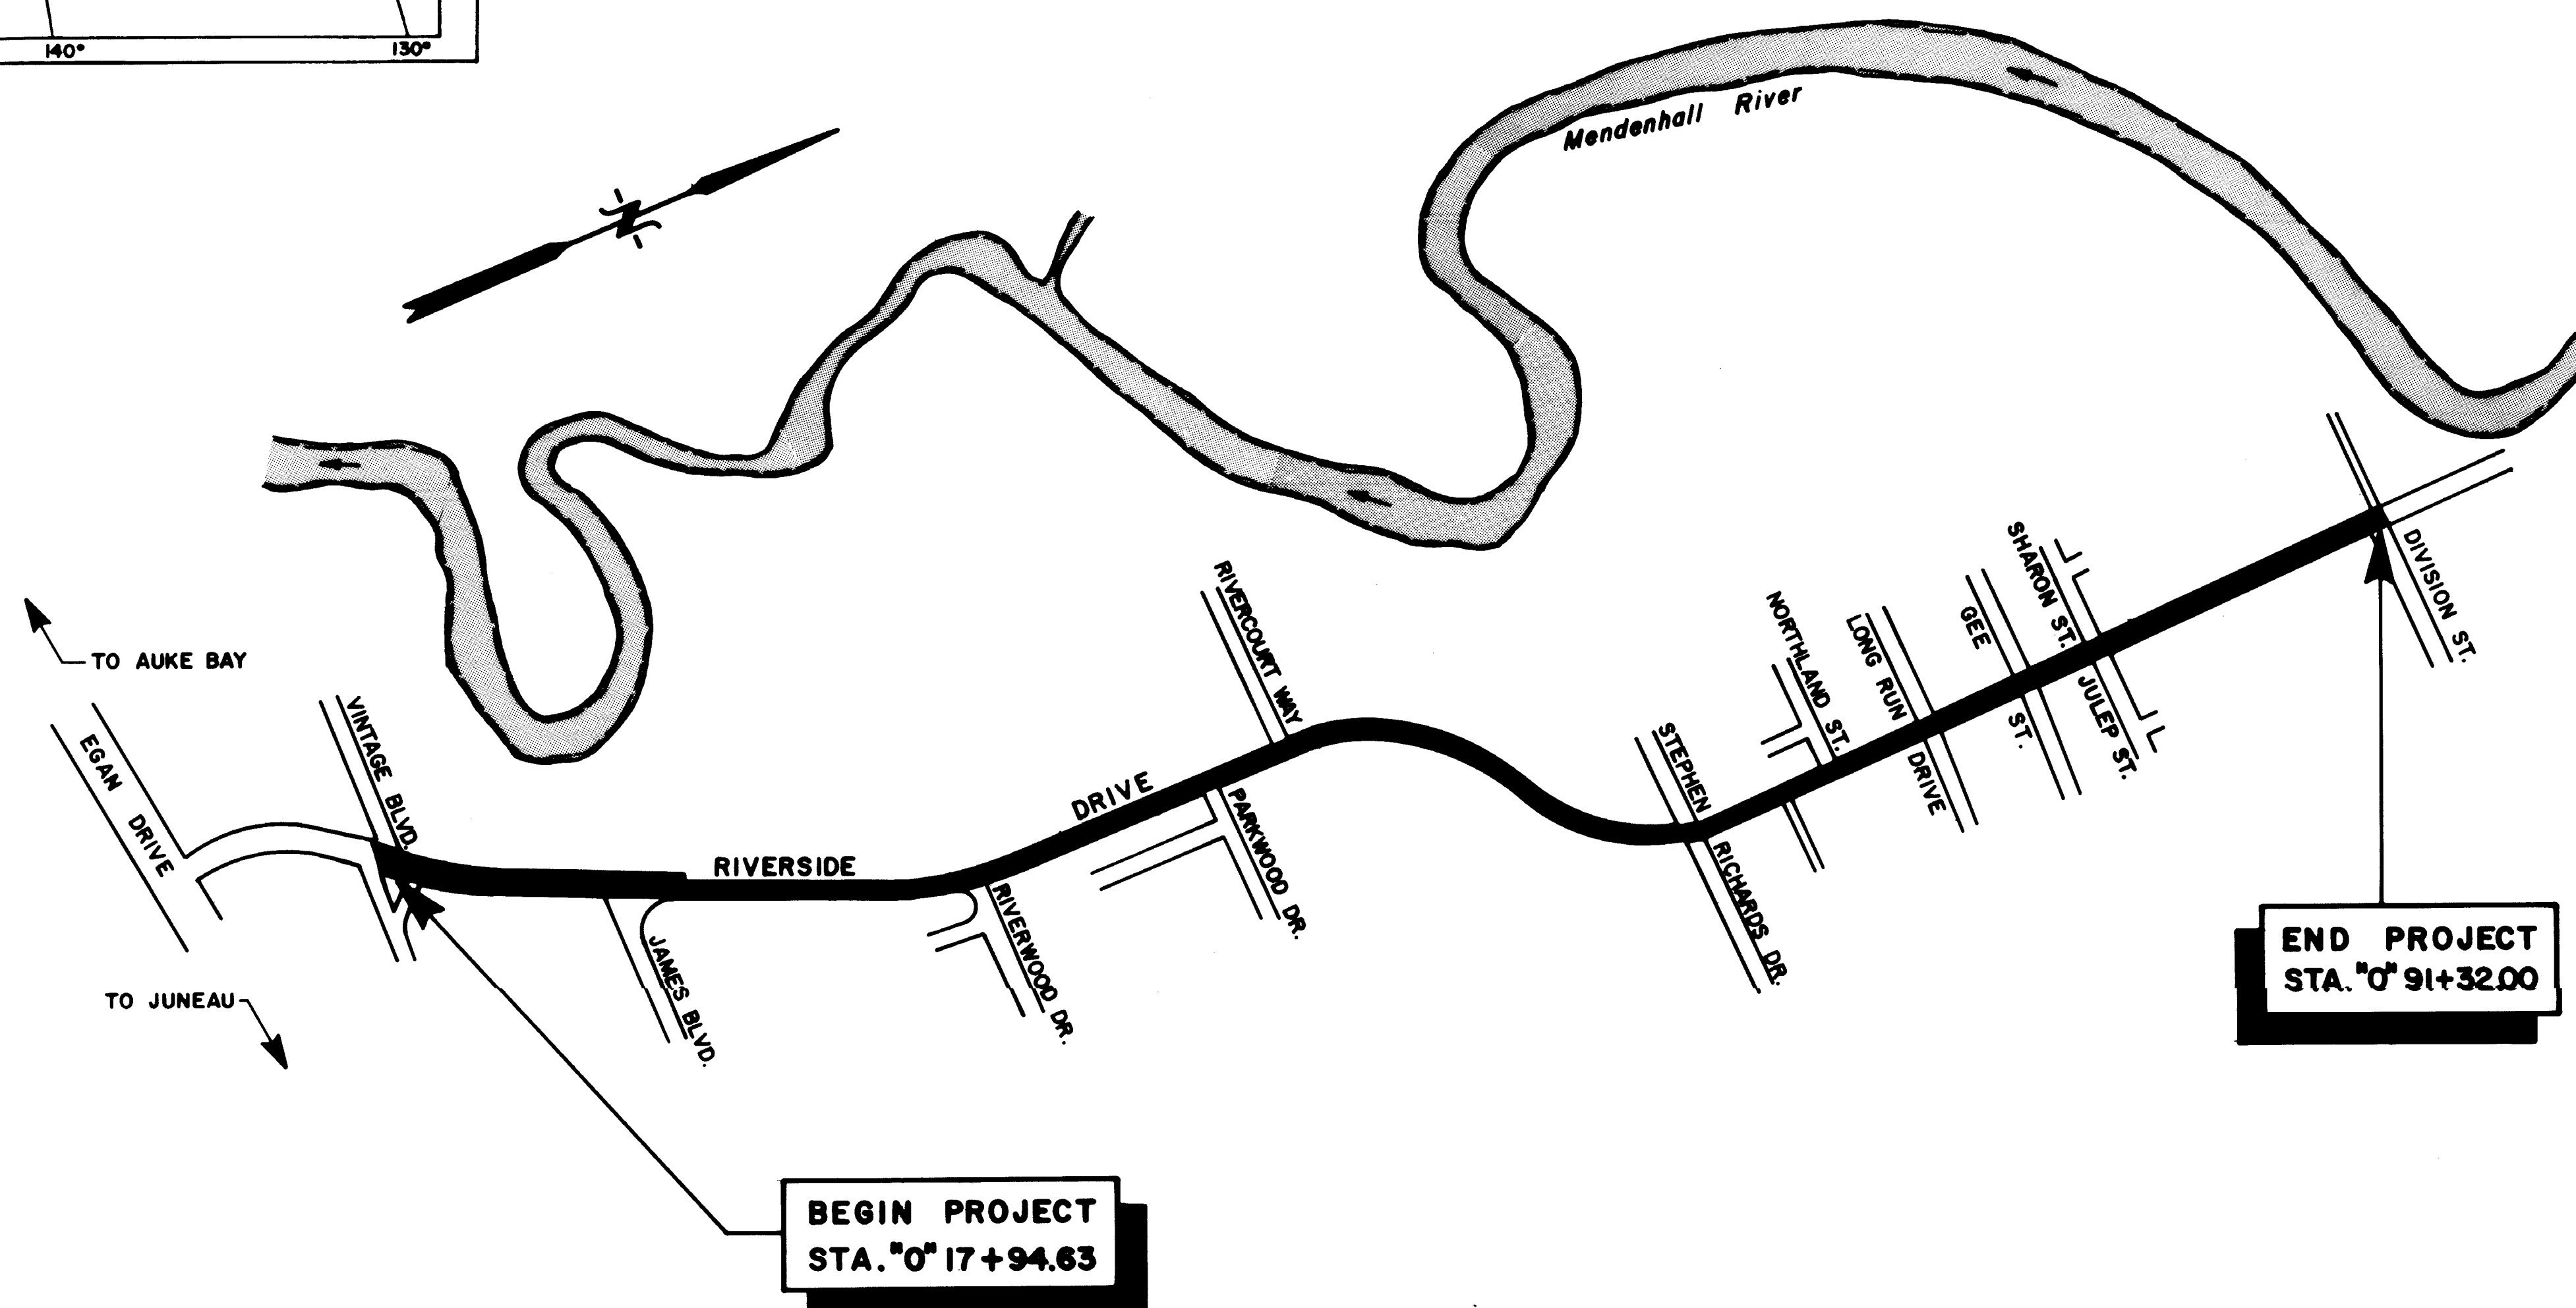 140°
130°
Mendenhall River
N
TO AUKE BAY
EGAN DRIVE
TO JUNEAU
VINTAGE BLVD.
RIVERSIDE DRIVE
JAMES BLVD.
RIVERWOOD DR.
RIVERCOURT WAY
PARKWOOD DR.
STEPHEN RICHARDS DR.
NORTHLAND ST.
LONG RUN DRIVE
GEE ST.
SHARON ST.
JULEP ST.
DIVISION ST.
END PROJECT
STA. "O" 91+32.00
BEGIN PROJECT
STA. "O" 17+94.63